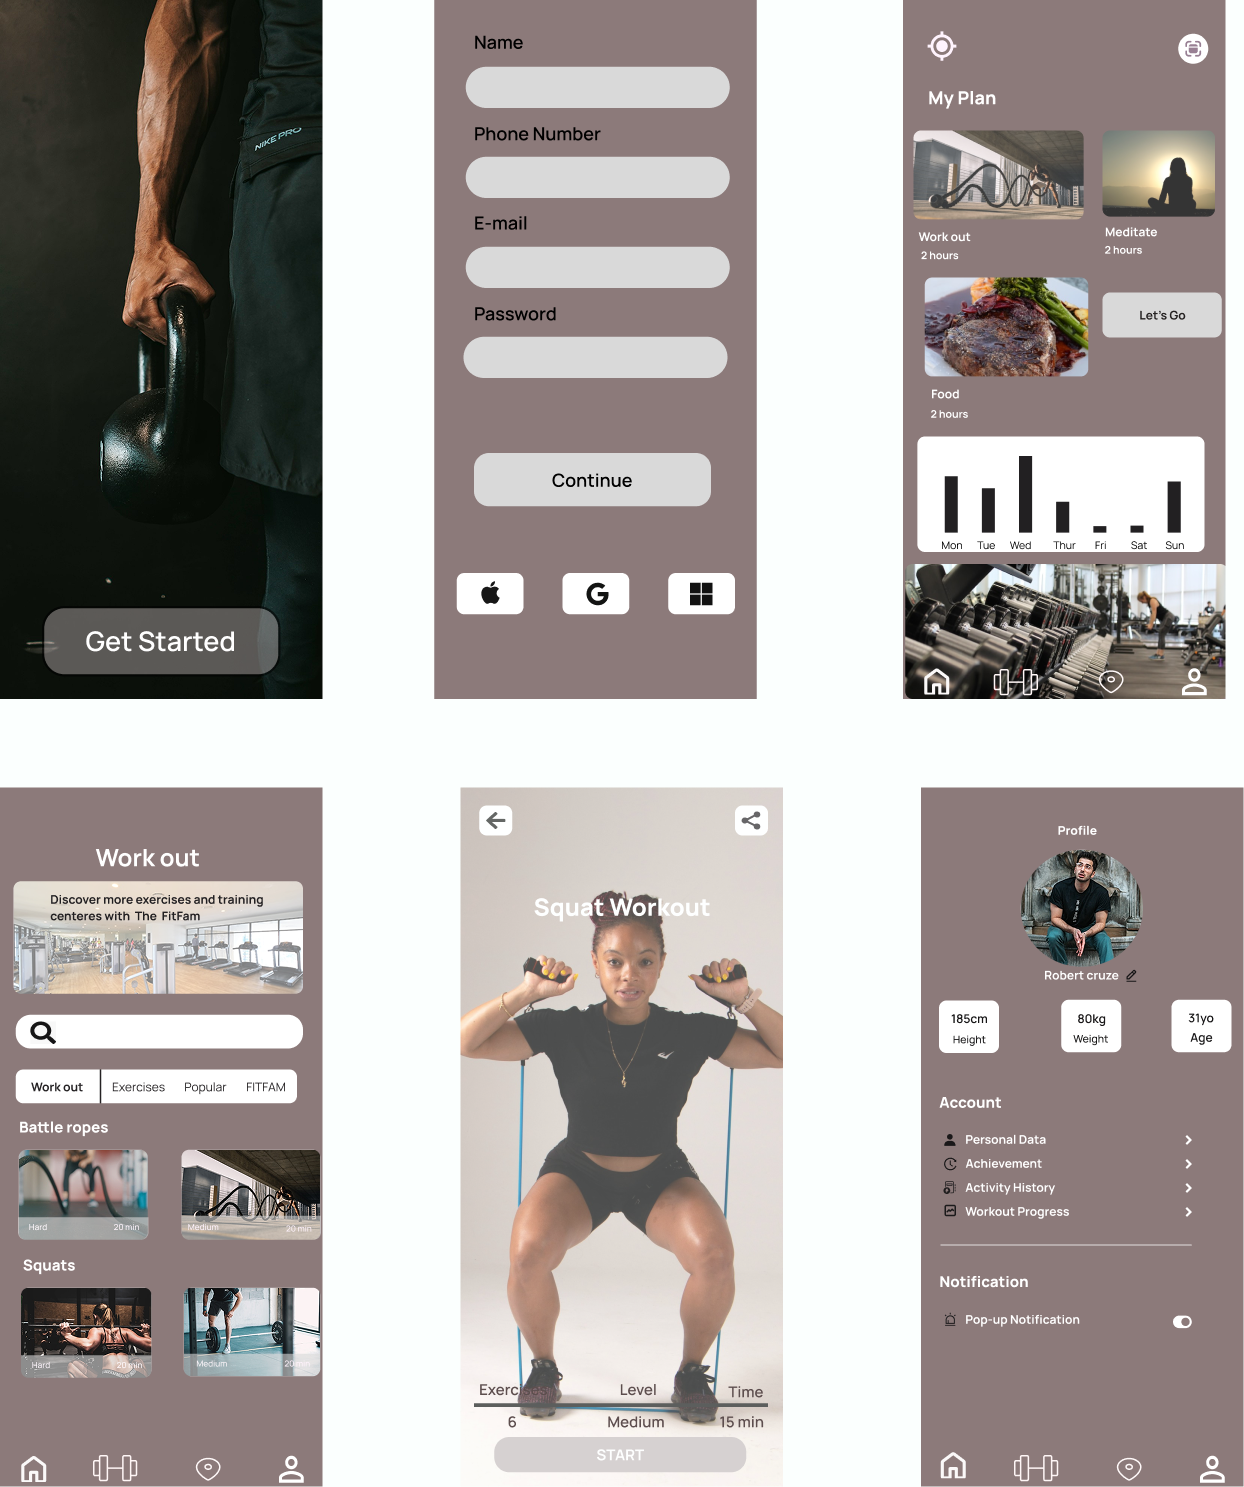 NIKE PRO
Get Started
Name
Phone Number
E-mail
Password
Continue
My Plan
Work out
2 hours
Meditate
2 hours
Let's Go
Food
2 hours
Mon Tue Wed Thur Fri Sat Sun
Work out
Discover more exercises and training
centeres with The FitFam
Work out Exercises Popular FITFAM
Battle ropes
Hard 20 min
Medium 20 min
Squats
Hard 20 min
Medium 20 min
Squat Workout
Exercises Level Time
6 Medium 15 min
START
Profile
Robert cruze
185cm
Height
80kg
Weight
31yo
Age
Account
Personal Data
Achievement
Activity History
Workout Progress
Notification
Pop-up Notification